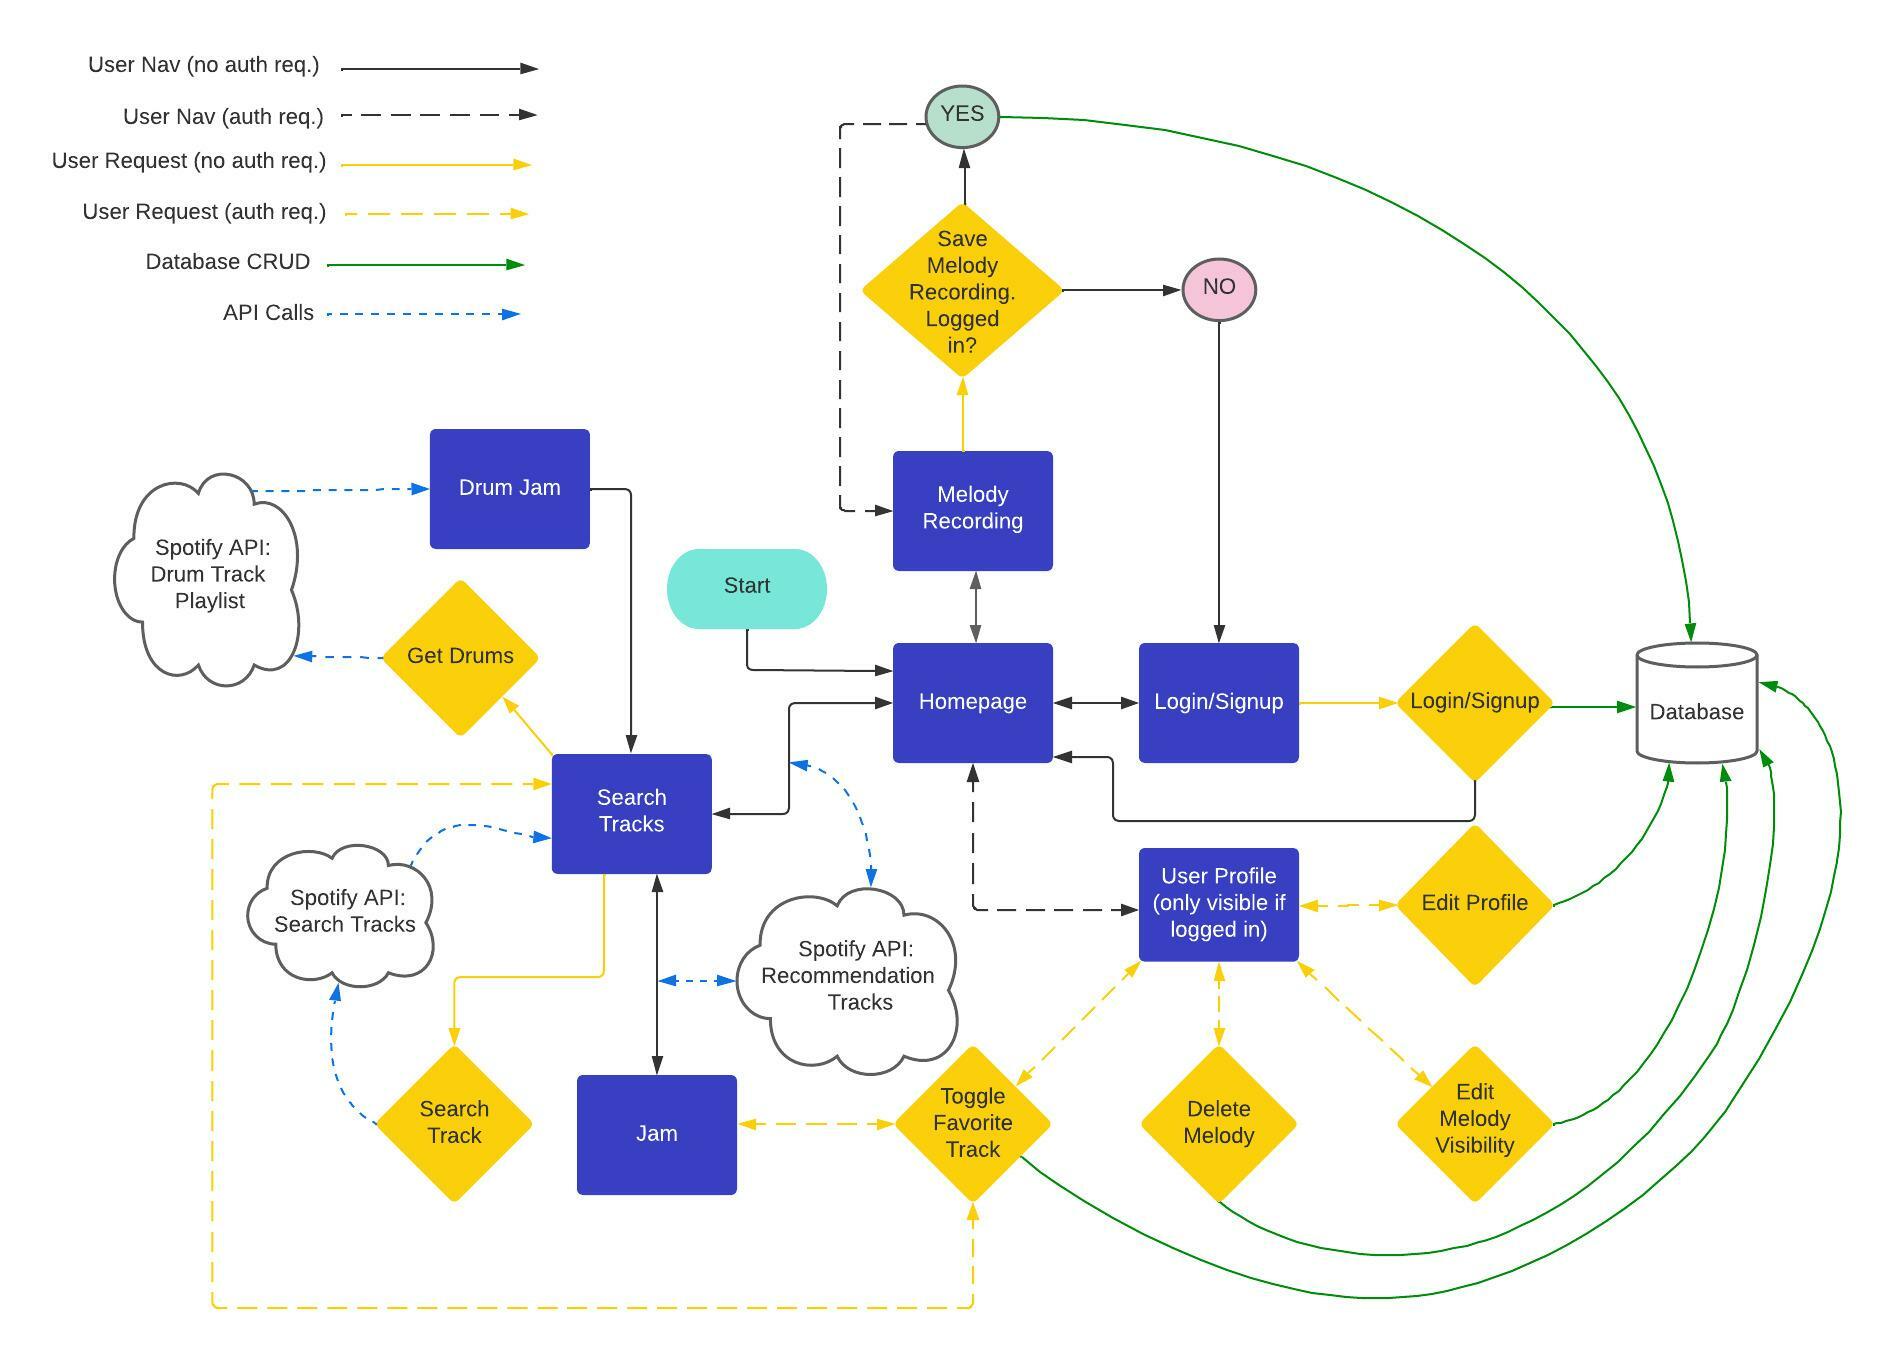 User Nav (no auth req.)
User Nav (auth req.)
User Request (no auth req.)
User Request (auth req.)
Database CRUD
API Calls
YES
Save
Melody
Recording.
Logged
in?
NO
Drum Jam
Melody
Recording
Spotify API:
Drum Track
Playlist
Start
Get Drums
Homepage
Login/Signup
Login/Signup
Database
Search
Tracks
Spotify API:
Search Tracks
User Profile
(only visible if
logged in)
Edit Profile
Spotify API:
Recommendation
Tracks
Search
Track
Jam
Toggle
Favorite
Track
Delete
Melody
Edit
Melody
Visibility